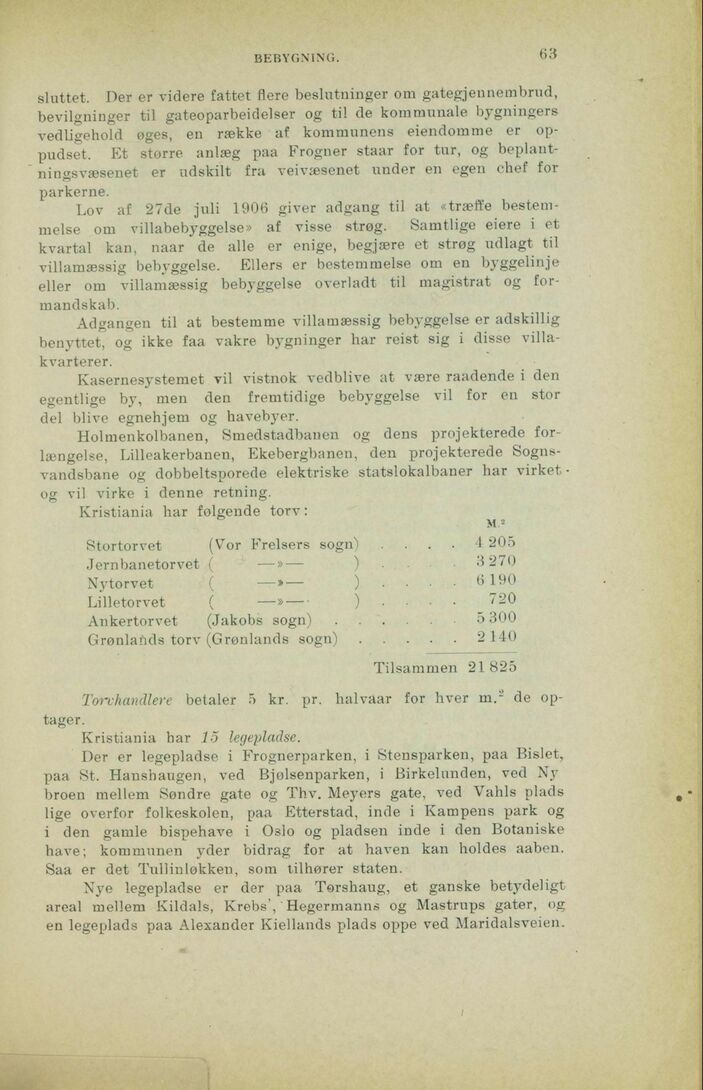 BEBYGNING. 63
sluttet. Der er videre fattet flere beslutninger om gategjennembrud,
bevilgninger til gateoparbeidelser og til de kommunale bygningers
vedligehold øges, en række af kommunens eiendomme er op-
pudset. Et større anlæg paa Frogner staar for tur, og beplant-
ningsvæsenet er udskilt fra veivæsenet under en egen chef for
parkerne.
Lov af 27de juli 1906 giver adgang til at «træffe bestem-
melse om villabebyggelse» af visse strøg. Samtlige eiere i et
kvartal kan, naar de alle er enige, begjære et strøg udlagt til
villamæssig bebyggelse. Ellers er bestemmelse om en byggelinje
eller om villamæssig bebyggelse overladt til magistrat og for-
mandskab.
Adgangen til at bestemme villamæssig bebyggelse er adskillig
benyttet, og ikke faa vakre bygninger har reist sig i disse villa-
kvarterer.
Kasernesystemet vil vistnok vedblive at være raadende i den
egentlige by, men den fremtidige bebyggelse vil for en stor
del blive egnehjem og havebyer.
Holmenkolbanen, Smedstadbanen og dens projekterede for-
længelse, Lilleakerbanen, Ekebergbanen, den projekterede Sogns-
vandsbane og dobbeltsporede elektriske statslokalbaner har virket
og vil virke i denne retning.
Kristiania har følgende torv:
M.²
Stortorvet (Vor Frelsers sogn) . . . . 4 205
Jernbanetorvet ( —»— ) . . . . 3 270
Nytorvet ( —»— ) . . . . 6 190
Lilletorvet ( —»— ) . . . . 720
Ankertorvet (Jakobs sogn) . . . . . 5 300
Grønlands torv (Grønlands sogn) . . . . . 2 140
Tilsammen 21 825
Torvhandlere betaler 5 kr. pr. halvaar for hver m.² de op-
tager.
Kristiania har 15 legepladse.
Der er legepladse i Frognerparken, i Stensparken, paa Bislet,
paa St. Hanshaugen, ved Bjølsenparken, i Birkelunden, ved Ny
broen mellem Søndre gate og Thv. Meyers gate, ved Vahls plads
lige overfor folkeskolen, paa Etterstad, inde i Kampens park og
i den gamle bispehave i Oslo og pladsen inde i den Botaniske
have; kommunen yder bidrag for at haven kan holdes aaben.
Saa er det Tullinløkken, som tilhører staten.
Nye legepladse er der paa Tørshaug, et ganske betydeligt
areal mellem Kildals, Krebs', Hegermanns og Mastrups gater, og
en legeplads paa Alexander Kiellands plads oppe ved Maridalsveien.